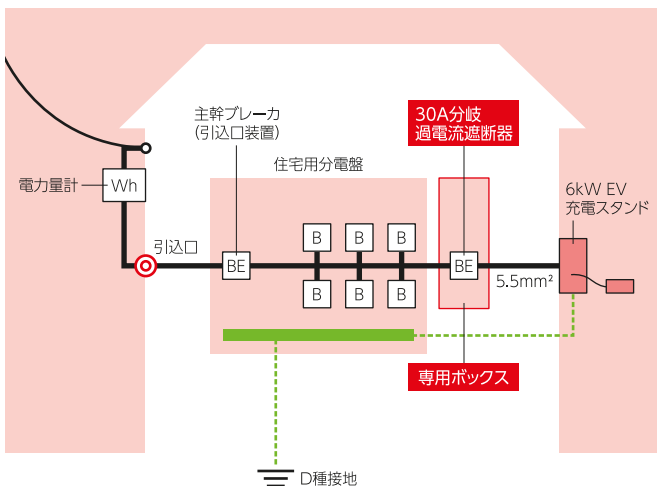 主幹ブレーカ
(引込口装置)
30A分岐
過電流遮断器
住宅用分電盤
電力量計
Wh
6kW EV
充電スタンド
引込口
B
B
B
BE
BE
5.5mm²
B
B
B
専用ボックス
D種接地